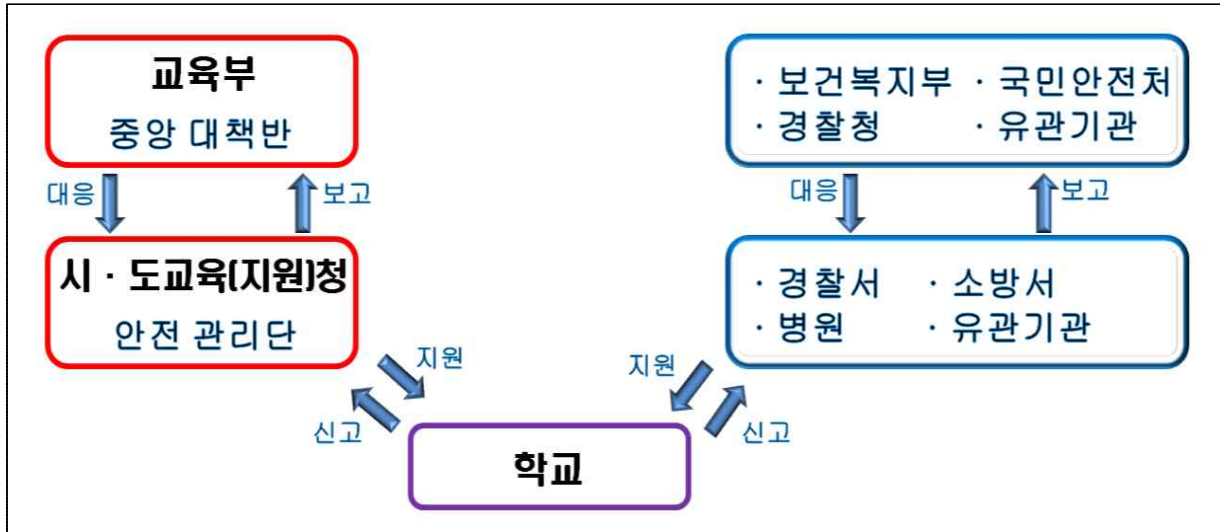 교육부
중앙 대책반
· 보건복지부 · 국민안전처
· 경찰청 · 유관기관
대응
보고
대응
보고
시 · 도교육(지원)청
안전 관리단
· 경찰서 · 소방서
· 병원 · 유관기관
지원
지원
신고
신고
학교